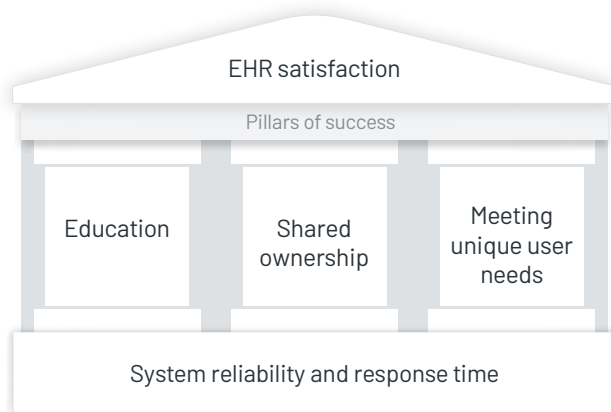 EHR satisfaction
Pillars of success
Education
Shared
ownership
Meeting
unique user
needs
System reliability and response time